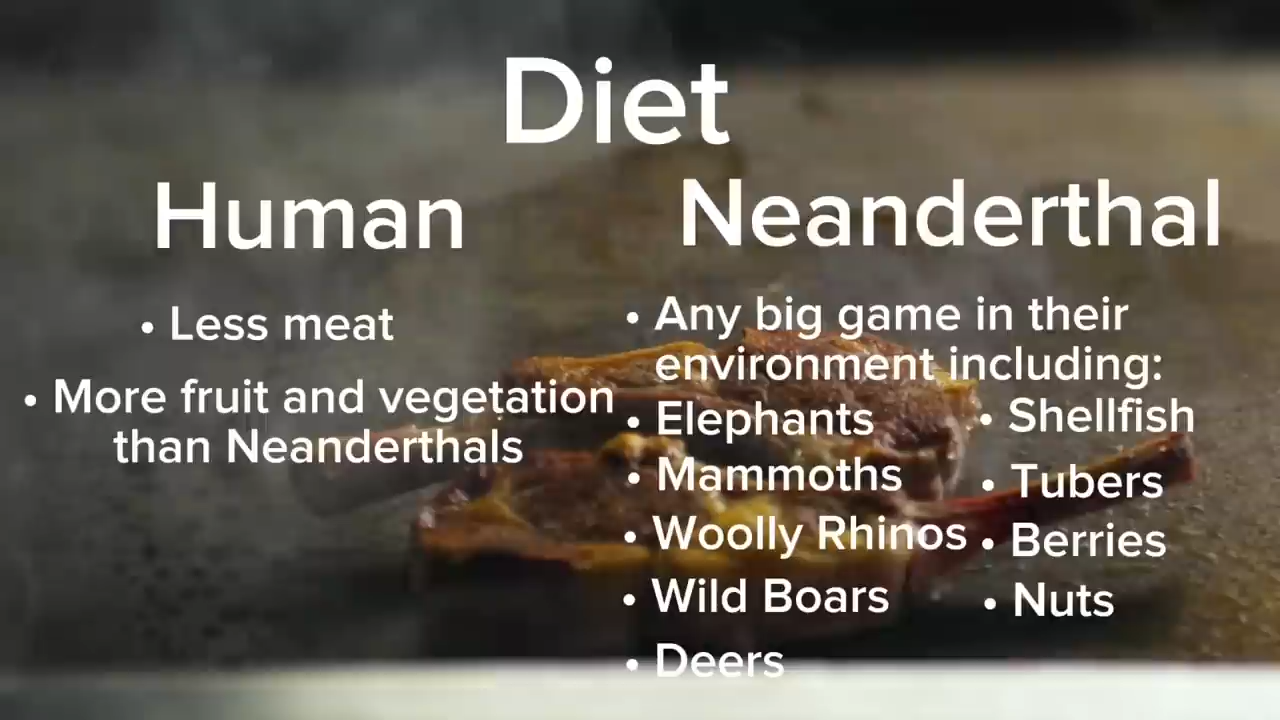 Diet
Human
• Less meat
• More fruit and vegetation
than Neanderthals
Neanderthal
• Any big game in their
environment including:
• Elephants
• Mammoths
• Woolly Rhinos
• Wild Boars
• Deers
• Shellfish
• Tubers
• Berries
• Nuts